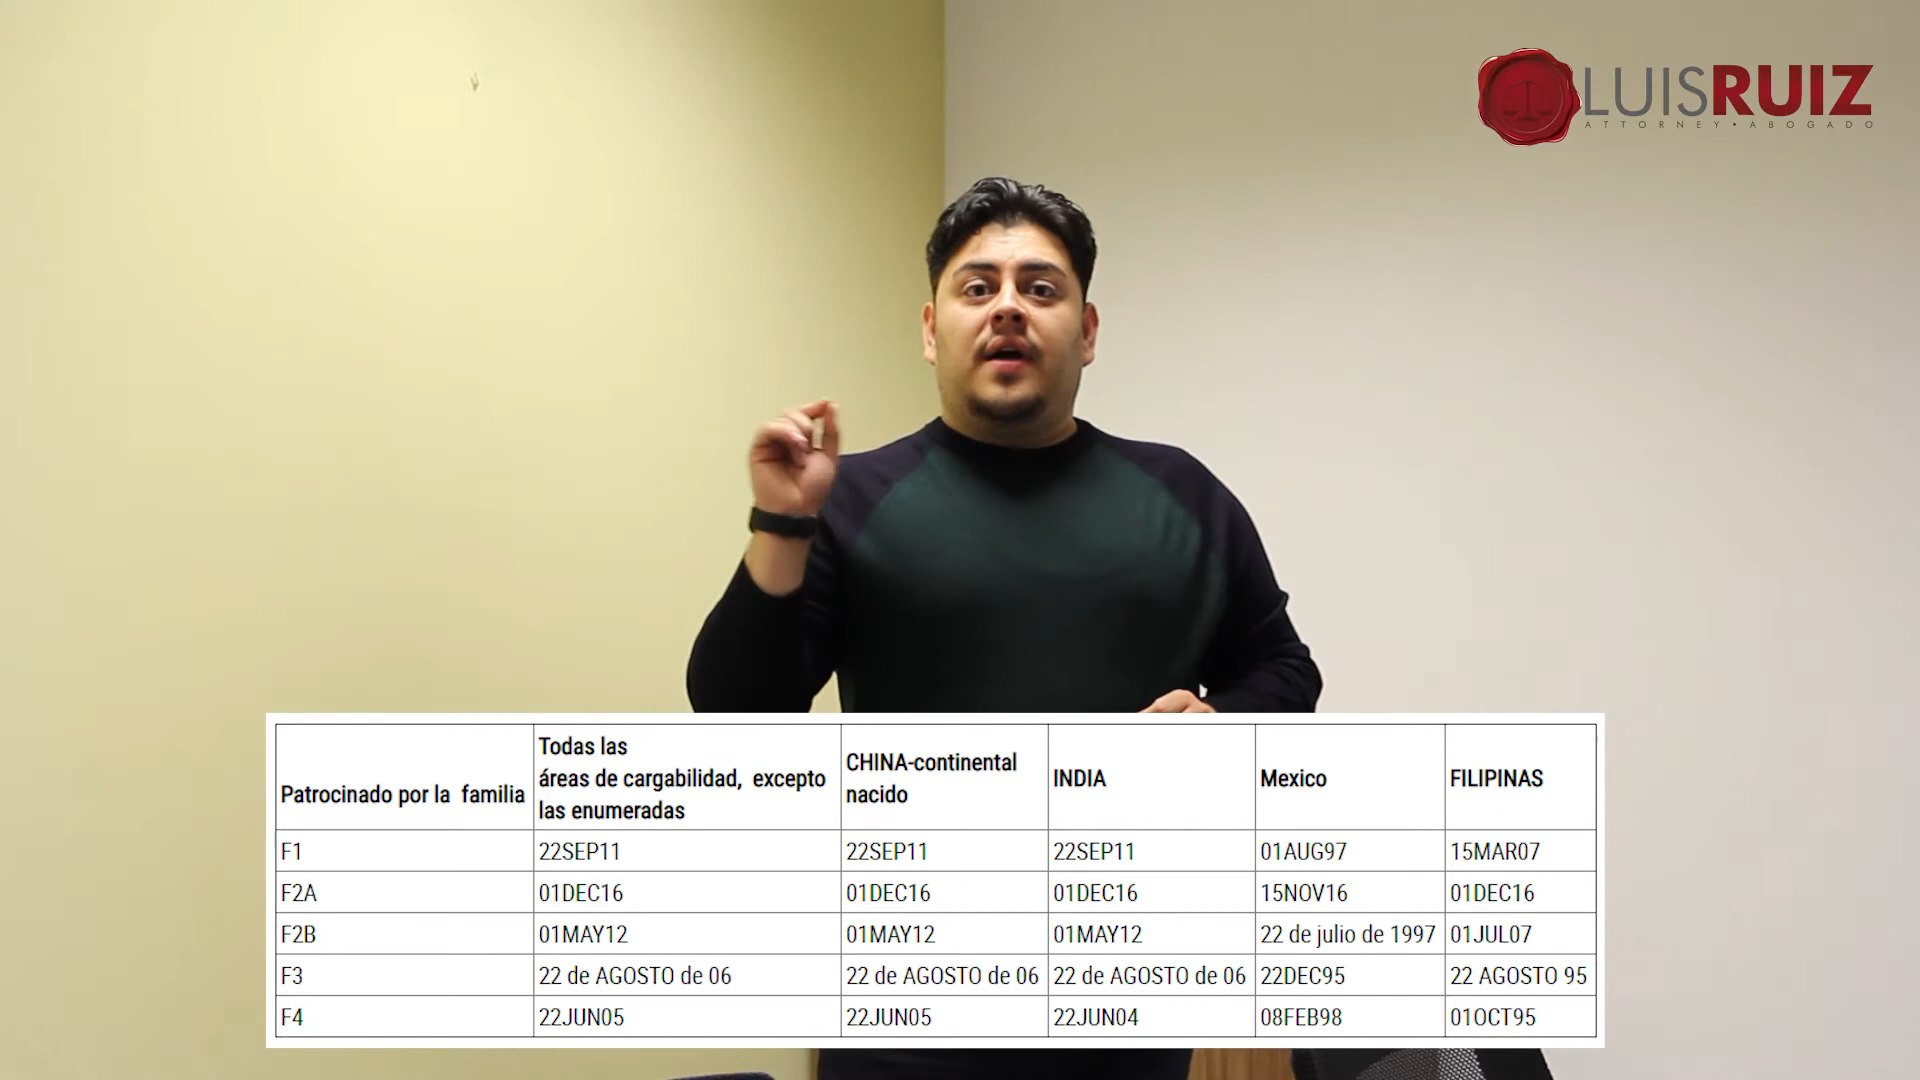 LUISRUIZ
ATTORNEY • ABOGADO
Patrocinado por la familia
Todas las
áreas de cargabilidad, excepto
las enumeradas
CHINA-continental
nacido
INDIA
Mexico
FILIPINAS
F1 22SEP11 22SEP11 22SEP11 01AUG97 15MAR07
F2A 01DEC16 01DEC16 01DEC16 15NOV16 01DEC16
F2B 01MAY12 01MAY12 01MAY12 22 de julio de 1997 01JUL07
F3 22 de AGOSTO de 06 22 de AGOSTO de 06 22 de AGOSTO de 06 22DEC95 22 AGOSTO 95
F4 22JUN05 22JUN05 22JUN04 08FEB98 01OCT95